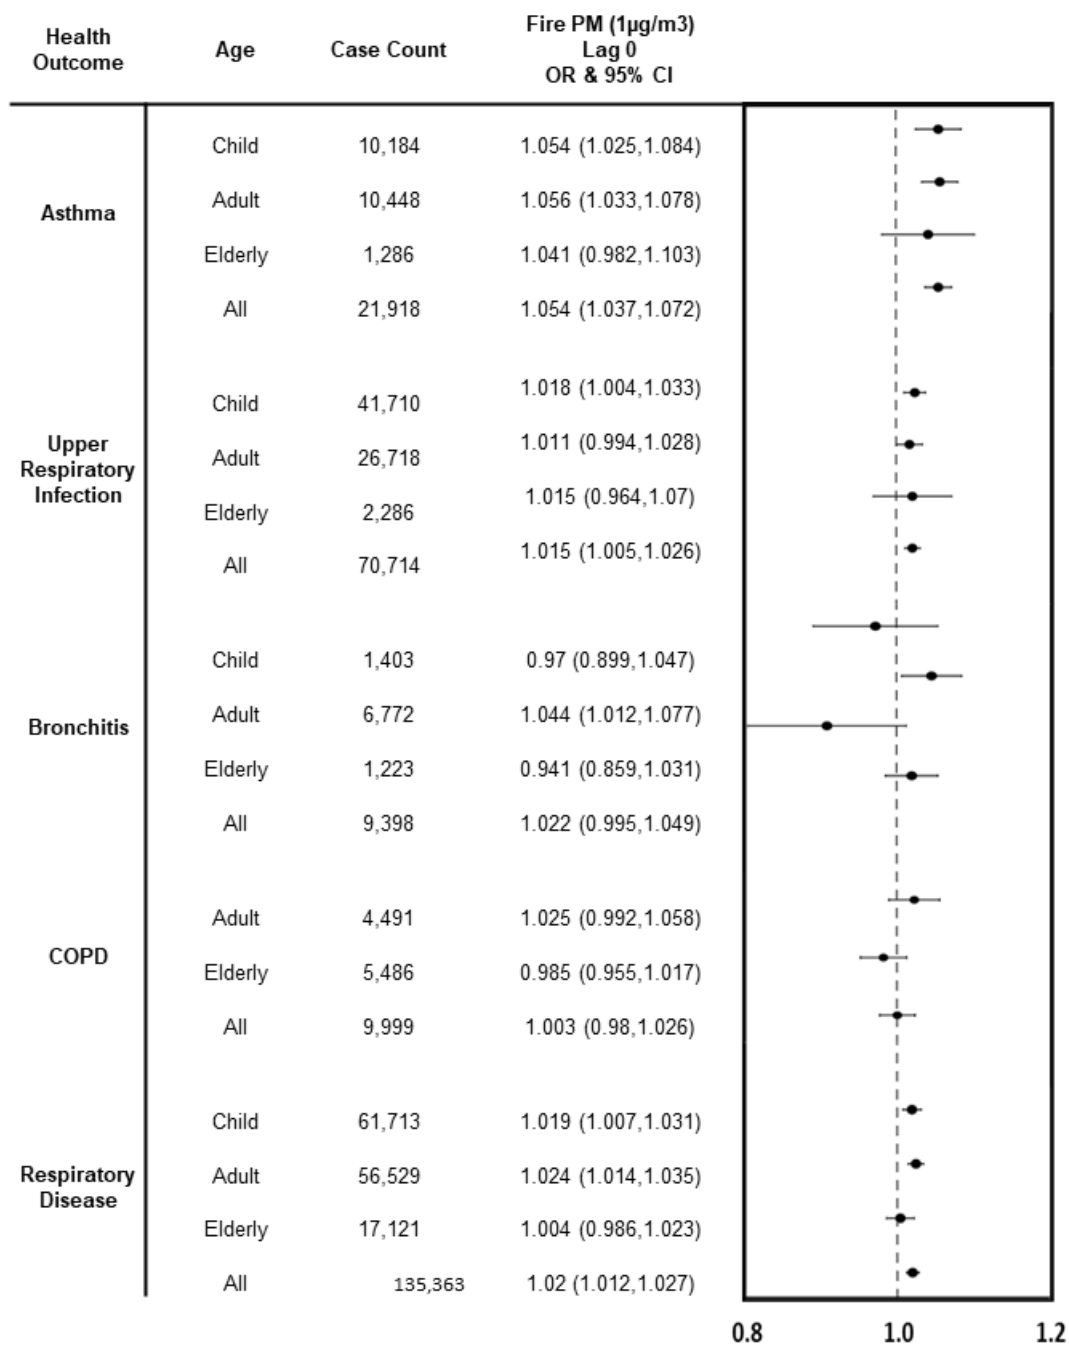 Health
Outcome
Age
Case Count
Fire PM (1µg/m3)
Lag 0
OR & 95% CI
Asthma
Child 10,184 1.054 (1.025,1.084)
Adult 10,448 1.056 (1.033,1.078)
Elderly 1,286 1.041 (0.982,1.103)
All 21,918 1.054 (1.037,1.072)
Upper
Respiratory
Infection
Child 41,710 1.018 (1.004,1.033)
Adult 26,718 1.011 (0.994,1.028)
Elderly 2,286 1.015 (0.964,1.07)
All 70,714 1.015 (1.005,1.026)
Bronchitis
Child 1,403 0.97 (0.899,1.047)
Adult 6,772 1.044 (1.012,1.077)
Elderly 1,223 0.941 (0.859,1.031)
All 9,398 1.022 (0.995,1.049)
COPD
Adult 4,491 1.025 (0.992,1.058)
Elderly 5,486 0.985 (0.955,1.017)
All 9,999 1.003 (0.98,1.026)
Respiratory
Disease
Child 61,713 1.019 (1.007,1.031)
Adult 56,529 1.024 (1.014,1.035)
Elderly 17,121 1.004 (0.986,1.023)
All 135,363 1.02 (1.012,1.027)
0.8 1.0 1.2